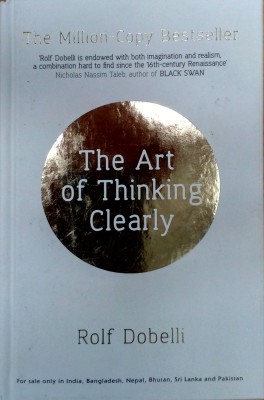 The Million Copy Bestseller
'Rolf Dobelli is endowed with both imagination and realism,
a combination hard to find since the 16th-century Renaissance'
Nicholas Nassim Taleb, author of BLACK SWAN
The Art
of Thinking
Clearly
Rolf Dobelli
For sale only in India, Bangladesh, Nepal, Bhutan, Sri Lanka and Pakistan